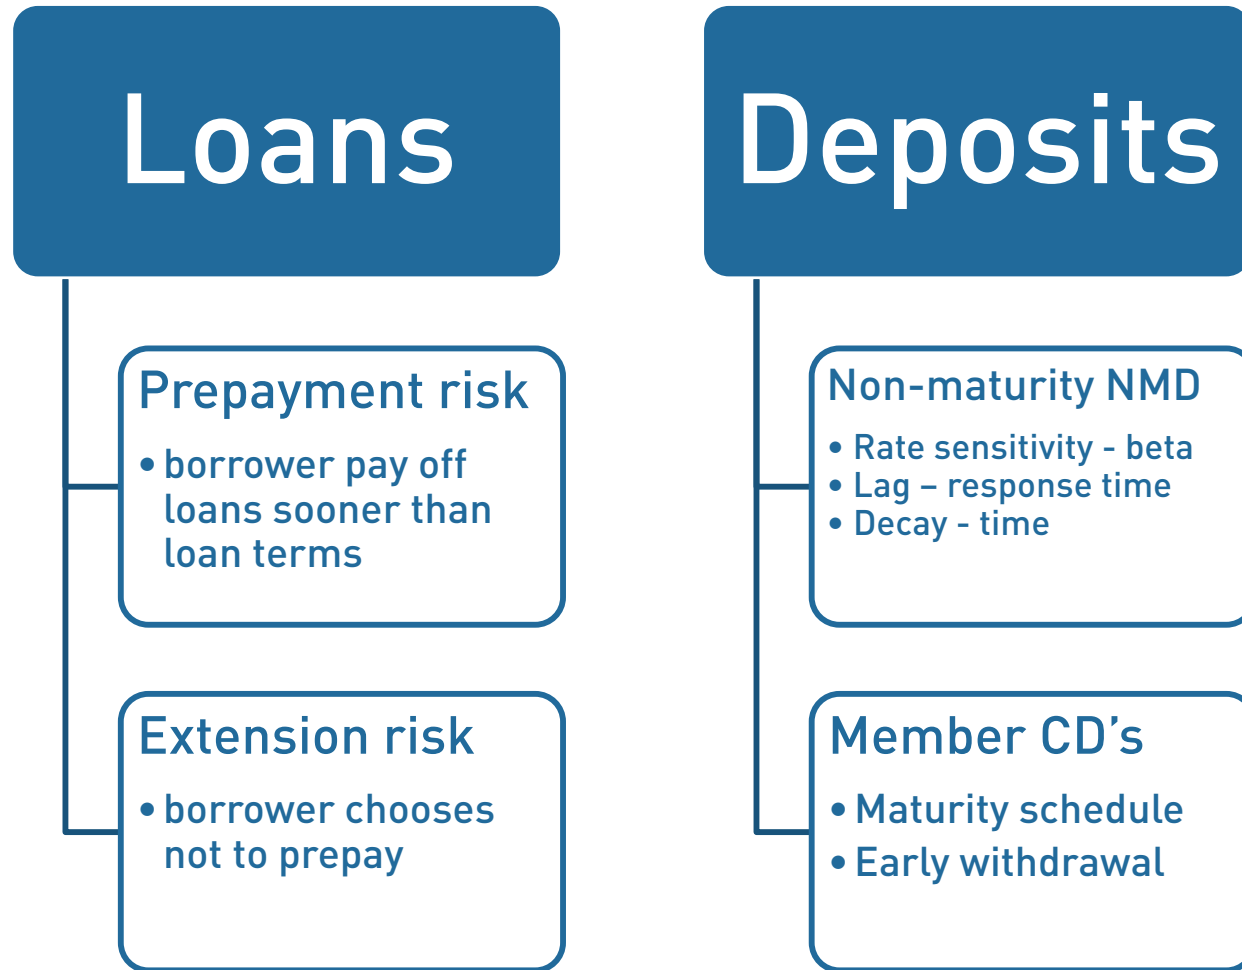 Loans
Prepayment risk
• borrower pay off
loans sooner than
loan terms
Extension risk
• borrower chooses
not to prepay
Deposits
Non-maturity NMD
• Rate sensitivity - beta
• Lag – response time
• Decay - time
Member CD’s
• Maturity schedule
• Early withdrawal